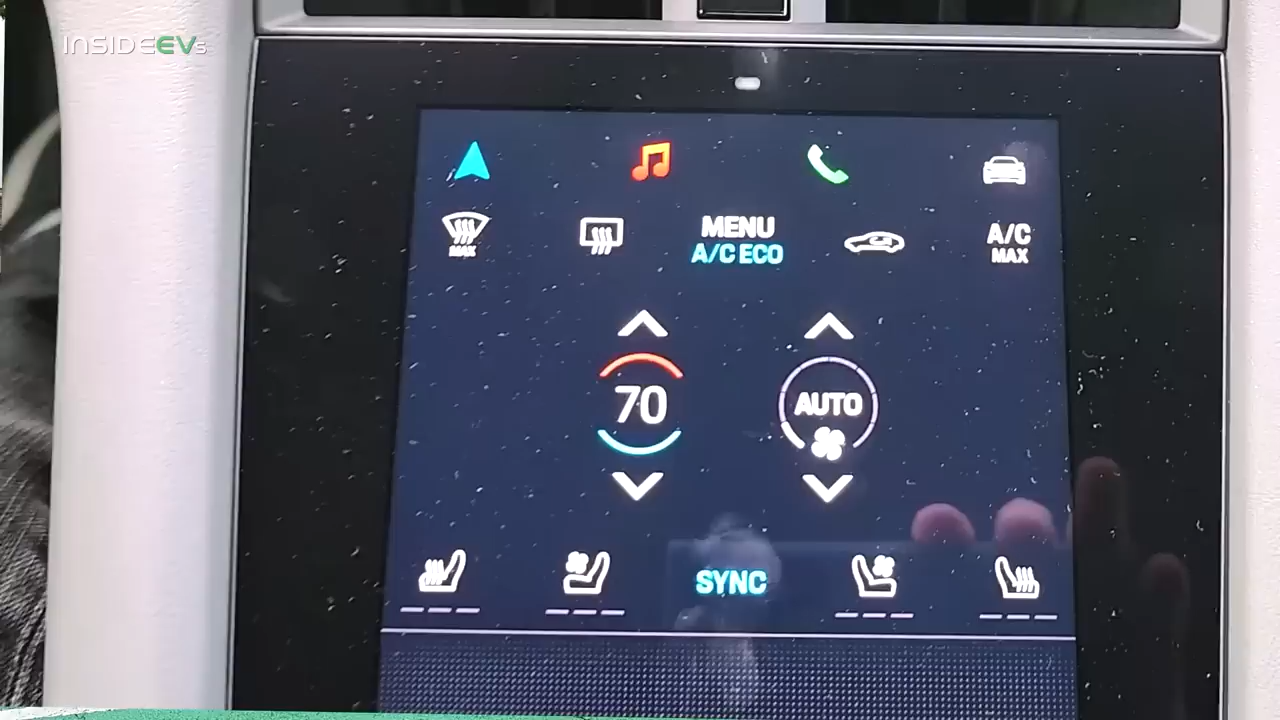 INSIDEEVs
MENU
A/C ECO
MAX
A/C
MAX
70
AUTO
SYNC